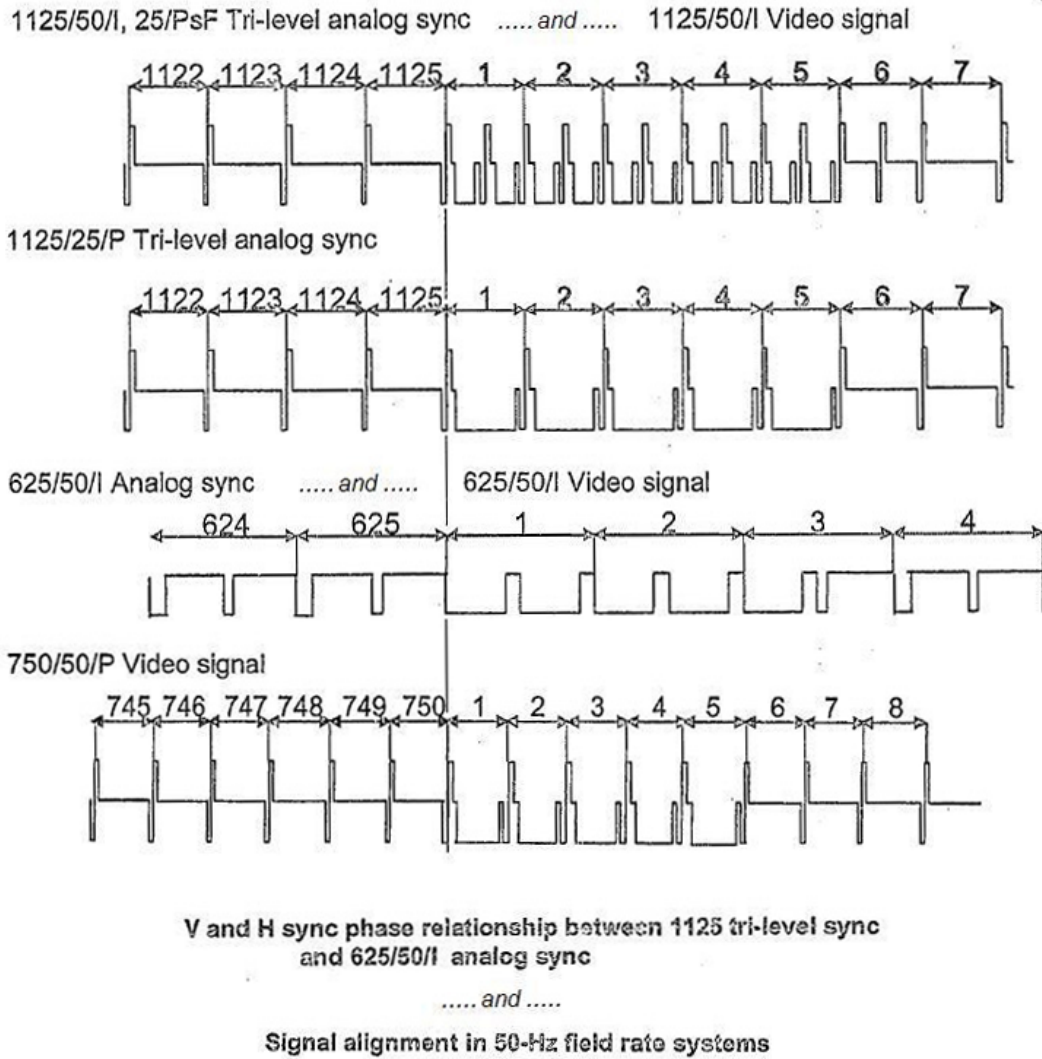 1125/50/I, 25/PsF Tri-level analog sync ..... and ..... 1125/50/I Video signal
1122 1123 1124 1125 1 2 3 4 5 6 7
1125/25/P Tri-level analog sync
1122 1123 1124 1125 1 2 3 4 5 6 7
625/50/I Analog sync ..... and ..... 625/50/I Video signal
624 625 1 2 3 4
750/50/P Video signal
745 746 747 748 749 750 1 2 3 4 5 6 7 8
V and H sync phase relationship between 1125 tri-level sync
and 625/50/I analog sync
..... and .....
Signal alignment in 50-Hz field rate systems